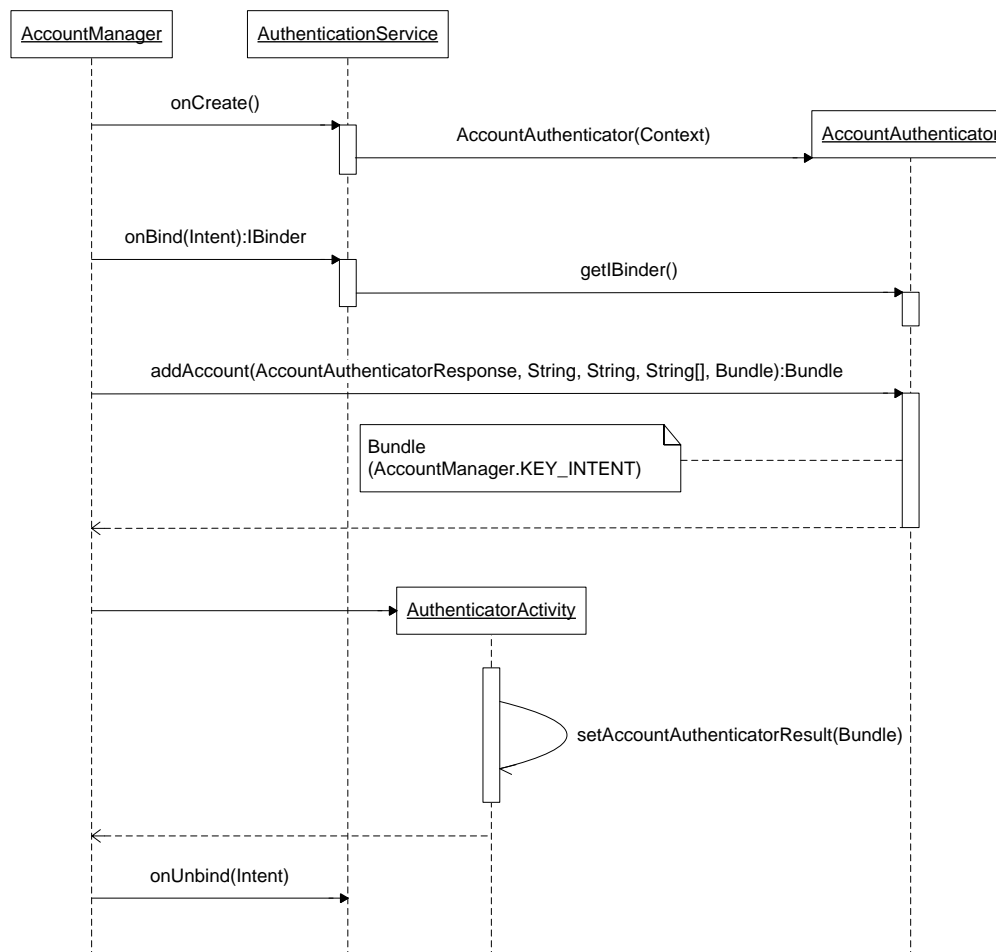 AccountManager
AuthenticationService
onCreate()
AccountAuthenticator(Context)
AccountAuthenticator
onBind(Intent):IBinder
getIBinder()
addAccount(AccountAuthenticatorResponse, String, String, String[], Bundle):Bundle
Bundle
(AccountManager.KEY_INTENT)
AuthenticatorActivity
setAccountAuthenticatorResult(Bundle)
onUnbind(Intent)